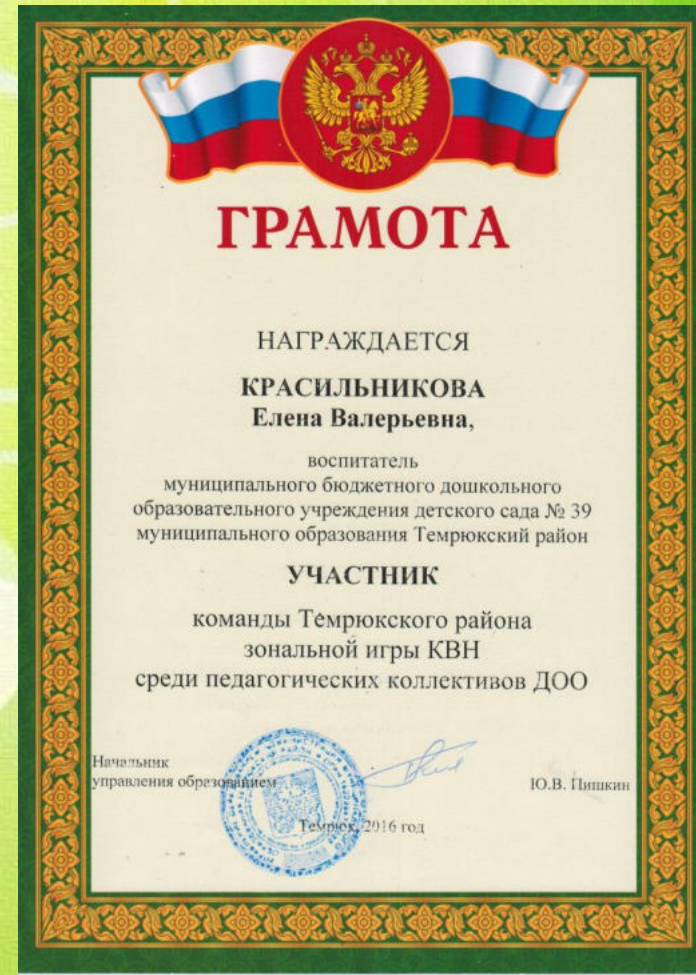 ГРАМОТА
НАГРАЖДАЕТСЯ
КРАСИЛЬНИКОВА
Елена Валерьевна,
воспитатель
муниципального бюджетного дошкольного
образовательного учреждения детского сада № 39
муниципального образования Темрюкский район
УЧАСТНИК
команды Темрюкского района
зональной игры КВН
среди педагогических коллективов ДОО
Начальник
управления образованием
Ю.В. Пишкин
Темрюк, 2016 год